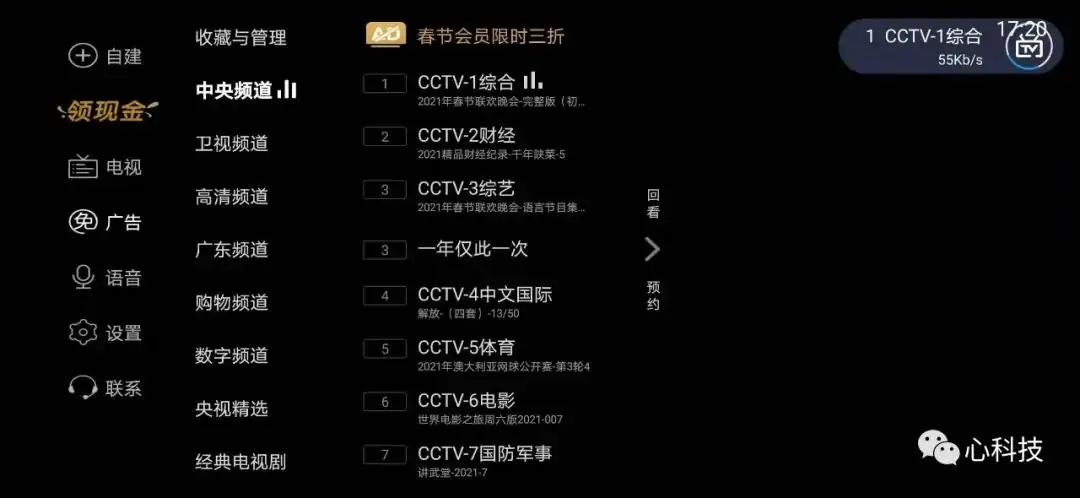 自建
领现金
电视
免 广告
语音
设置
联系
收藏与管理
中央频道
卫视频道
高清频道
广东频道
购物频道
数字频道
央视精选
经典电视剧
AD 春节会员限时三折
1 CCTV-1综合
2021年春节联欢晚会-完整版（初...
2 CCTV-2财经
2021精品财经纪录-千年陕菜-5
3 CCTV-3综艺
2021年春节联欢晚会-语言节目集...
3 一年仅此一次
4 CCTV-4中文国际
解放-（四套）-13/50
5 CCTV-5体育
2021年澳大利亚网球公开赛-第3轮4
6 CCTV-6电影
世界电影之旅周六版2021-007
7 CCTV-7国防军事
讲武堂-2021-7
回看
预约
17:20
1 CCTV-1综合
55Kb/s
TV
心科技